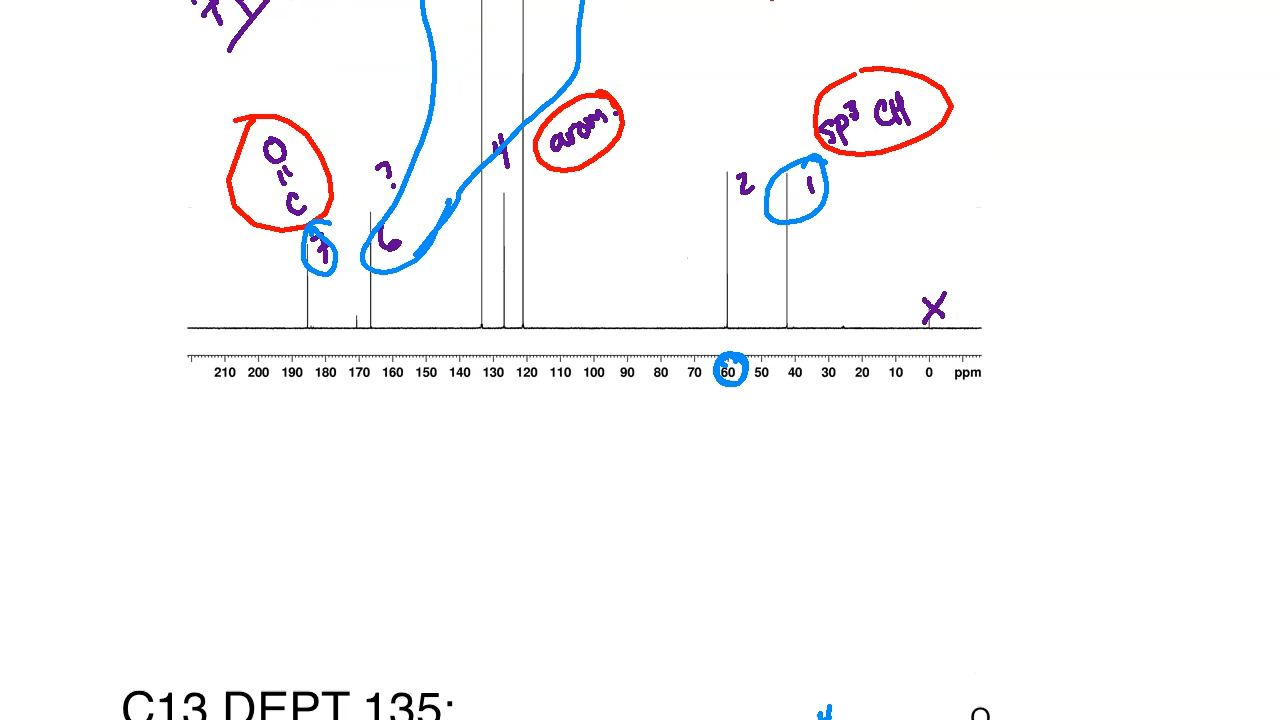 sp³ CH
arom.
O
=
C
?
4
2
1
7
6
X
210 200 190 180 170 160 150 140 130 120 110 100 90 80 70 60 50 40 30 20 10 0 ppm
C13 DEPT 135: